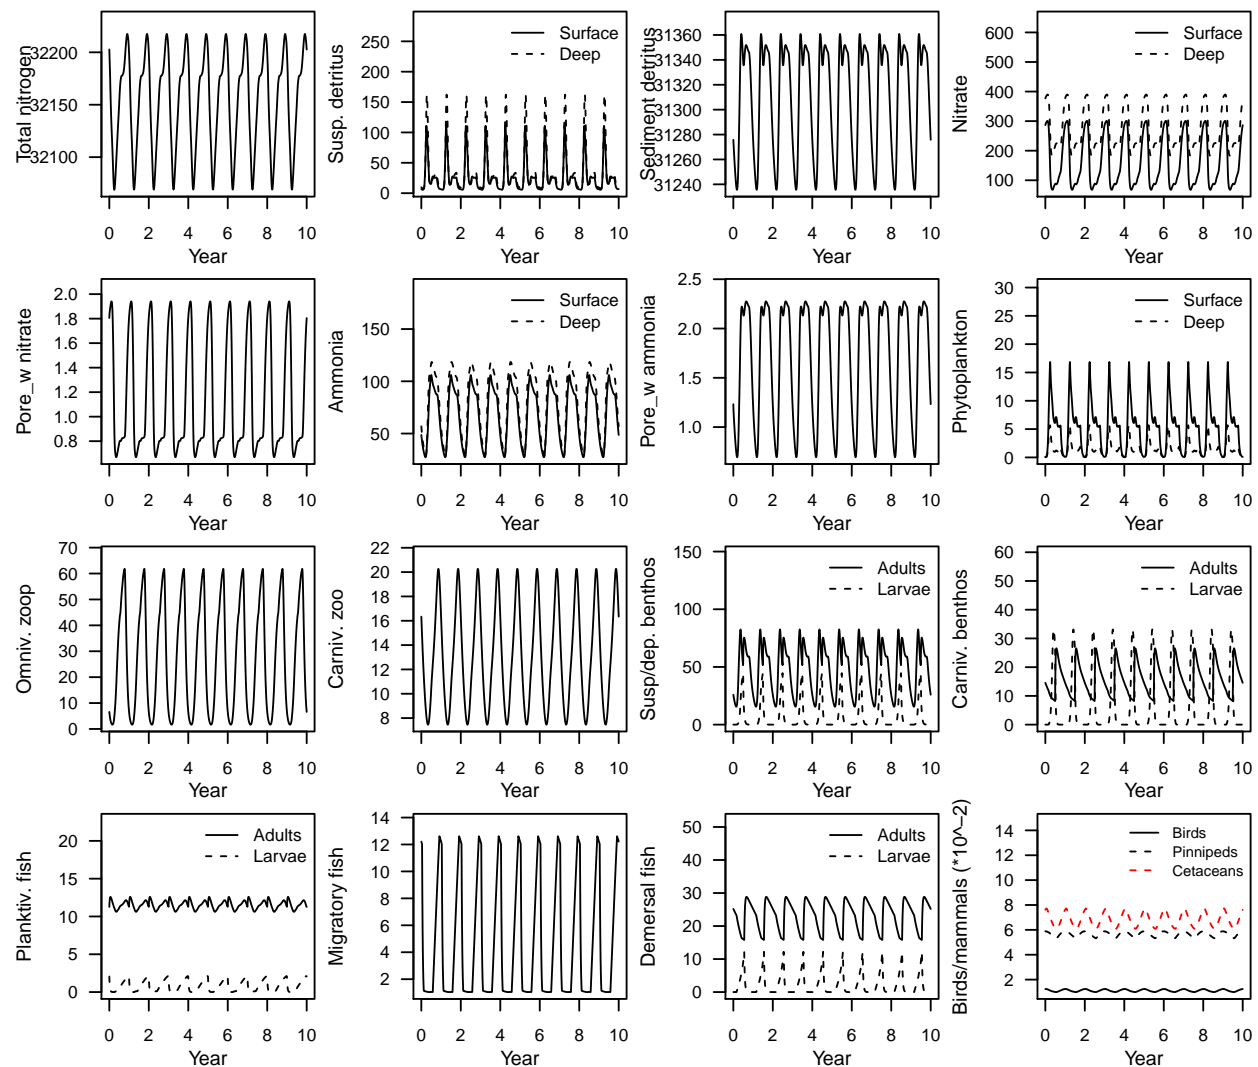 Total nitrogen
32200
32150
32100
0 2 4 6 8 10
Year
Susp. detritus
250
200
150
100
50
0
Surface
Deep
0 2 4 6 8 10
Year
Sediment detritus
31360
31340
31320
31300
31280
31260
31240
0 2 4 6 8 10
Year
Nitrate
600
500
400
300
200
100
Surface
Deep
0 2 4 6 8 10
Year
Pore_w nitrate
2.0
1.8
1.6
1.4
1.2
1.0
0.8
0 2 4 6 8 10
Year
Ammonia
150
100
50
Surface
Deep
0 2 4 6 8 10
Year
Pore_w ammonia
2.5
2.0
1.5
1.0
0 2 4 6 8 10
Year
Phytoplankton
30
25
20
15
10
5
0
Surface
Deep
0 2 4 6 8 10
Year
Omniv. zoop
70
60
50
40
30
20
10
0
0 2 4 6 8 10
Year
Carniv. zoo
22
20
18
16
14
12
10
8
0 2 4 6 8 10
Year
Susp/dep. benthos
150
100
50
0
Adults
Larvae
0 2 4 6 8 10
Year
Carniv. benthos
60
50
40
30
20
10
0
Adults
Larvae
0 2 4 6 8 10
Year
Planktiv. fish
20
15
10
5
0
Adults
Larvae
0 2 4 6 8 10
Year
Migratory fish
14
12
10
8
6
4
2
0 2 4 6 8 10
Year
Demersal fish
50
40
30
20
10
0
Adults
Larvae
0 2 4 6 8 10
Year
Birds/mammals (*10^−2)
14
12
10
8
6
4
2
Birds
Pinnipeds
Cetaceans
0 2 4 6 8 10
Year